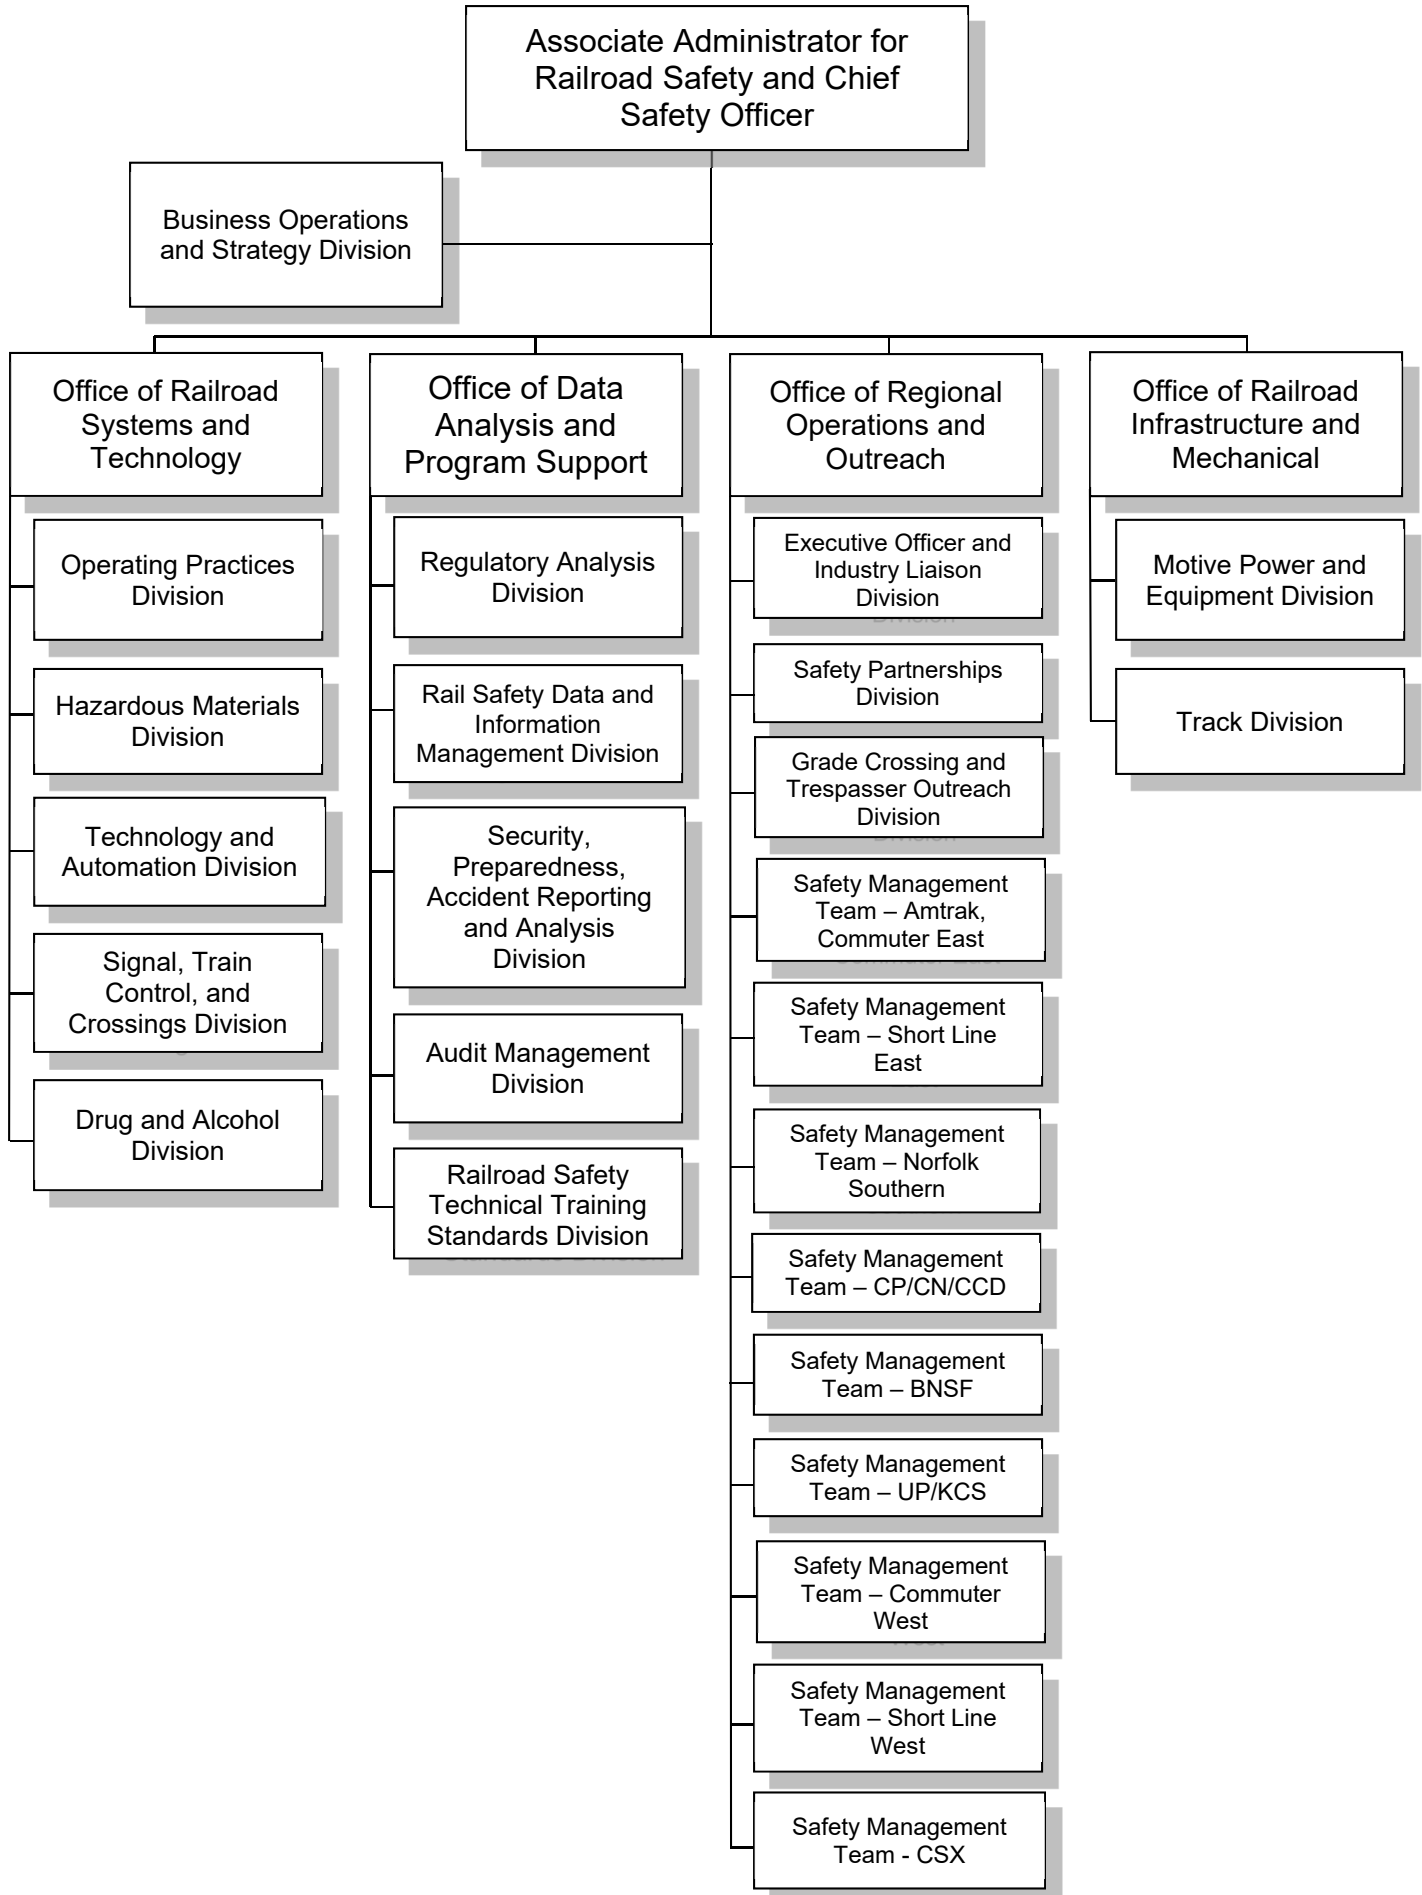 Associate Administrator for
Railroad Safety and Chief
Safety Officer
Business Operations
and Strategy Division
Office of Railroad
Systems and
Technology
Operating Practices
Division
Hazardous Materials
Division
Technology and
Automation Division
Signal, Train
Control, and
Crossings Division
Drug and Alcohol
Division
Office of Data
Analysis and
Program Support
Regulatory Analysis
Division
Rail Safety Data and
Information
Management Division
Security,
Preparedness,
Accident Reporting
and Analysis
Division
Audit Management
Division
Railroad Safety
Technical Training
Standards Division
Office of Regional
Operations and
Outreach
Executive Officer and
Industry Liaison
Division
Safety Partnerships
Division
Grade Crossing and
Trespasser Outreach
Division
Safety Management
Team – Amtrak,
Commuter East
Safety Management
Team – Short Line
East
Safety Management
Team – Norfolk
Southern
Safety Management
Team – CP/CN/CCD
Safety Management
Team – BNSF
Safety Management
Team – UP/KCS
Safety Management
Team – Commuter
West
Safety Management
Team – Short Line
West
Safety Management
Team - CSX
Office of Railroad
Infrastructure and
Mechanical
Motive Power and
Equipment Division
Track Division